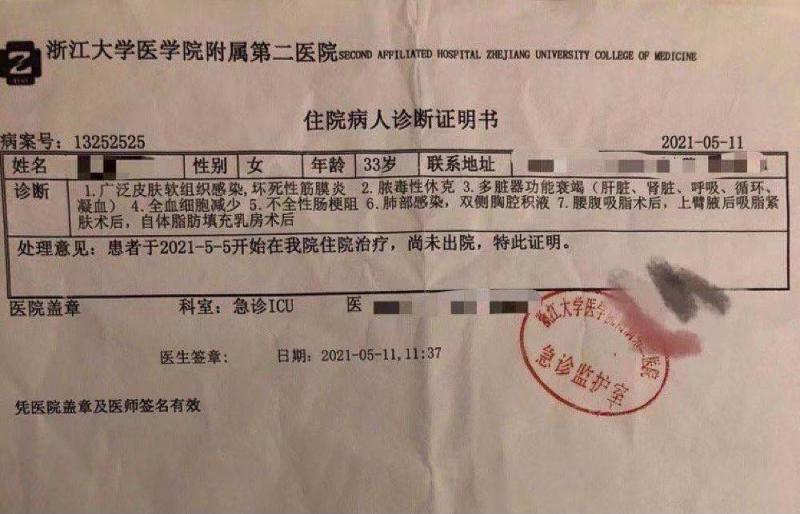 浙江大学医学院附属第二医院SECOND AFFILIATED HOSPITAL ZHEJIANG UNIVERSITY COLLEGE OF MEDICINE
住院病人诊断证明书
病案号：13252525 2021-05-11
姓名 性别 女 年龄 33岁 联系地址
诊断 1.广泛皮肤软组织感染,坏死性筋膜炎 2.脓毒性休克 3.多脏器功能衰竭（肝脏、肾脏、呼吸、循环、
凝血）4.全血细胞减少 5.不全性肠梗阻 6.肺部感染，双侧胸腔积液 7.腰腹吸脂术后，上臂腋后吸脂紧
肤术后，自体脂肪填充乳房术后
处理意见：患者于2021-5-5开始在我院住院治疗，尚未出院，特此证明。
医院盖章 科室：急诊ICU 医
浙江大学医学院 医院
急诊监护室
医生签章： 日期：2021-05-11,11:37
凭医院盖章及医师签名有效